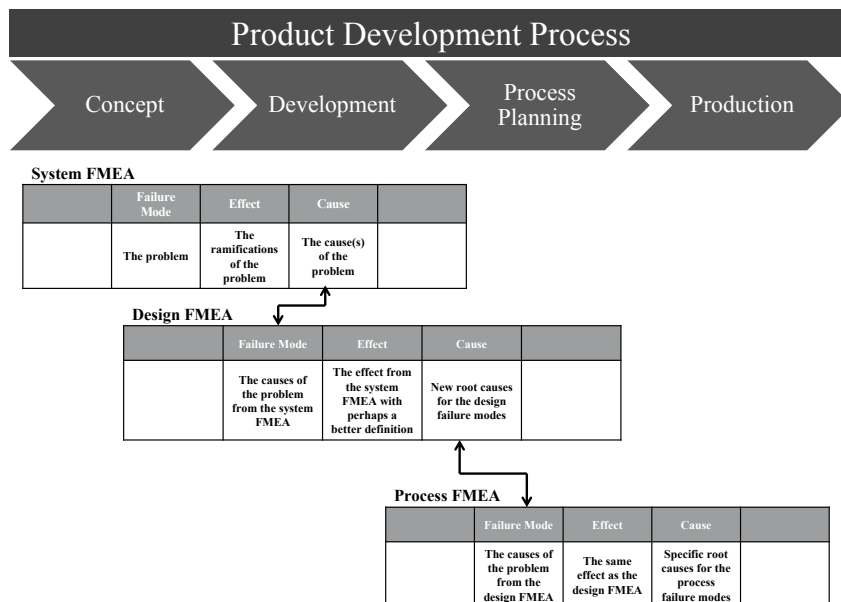 Product Development Process
Concept
Development
Process
Planning
Production
System FMEA
Failure
Mode
Effect
Cause
The problem
The
ramifications
of the
problem
The cause(s)
of the
problem
Design FMEA
Failure Mode
Effect
Cause
The causes of
the problem
from the system
FMEA
The effect from
the system
FMEA with
perhaps a
better definition
New root causes
for the design
failure modes
Process FMEA
Failure Mode
Effect
Cause
The causes of
the problem
from the
design FMEA
The same
effect as the
design FMEA
Specific root
causes for the
process
failure modes